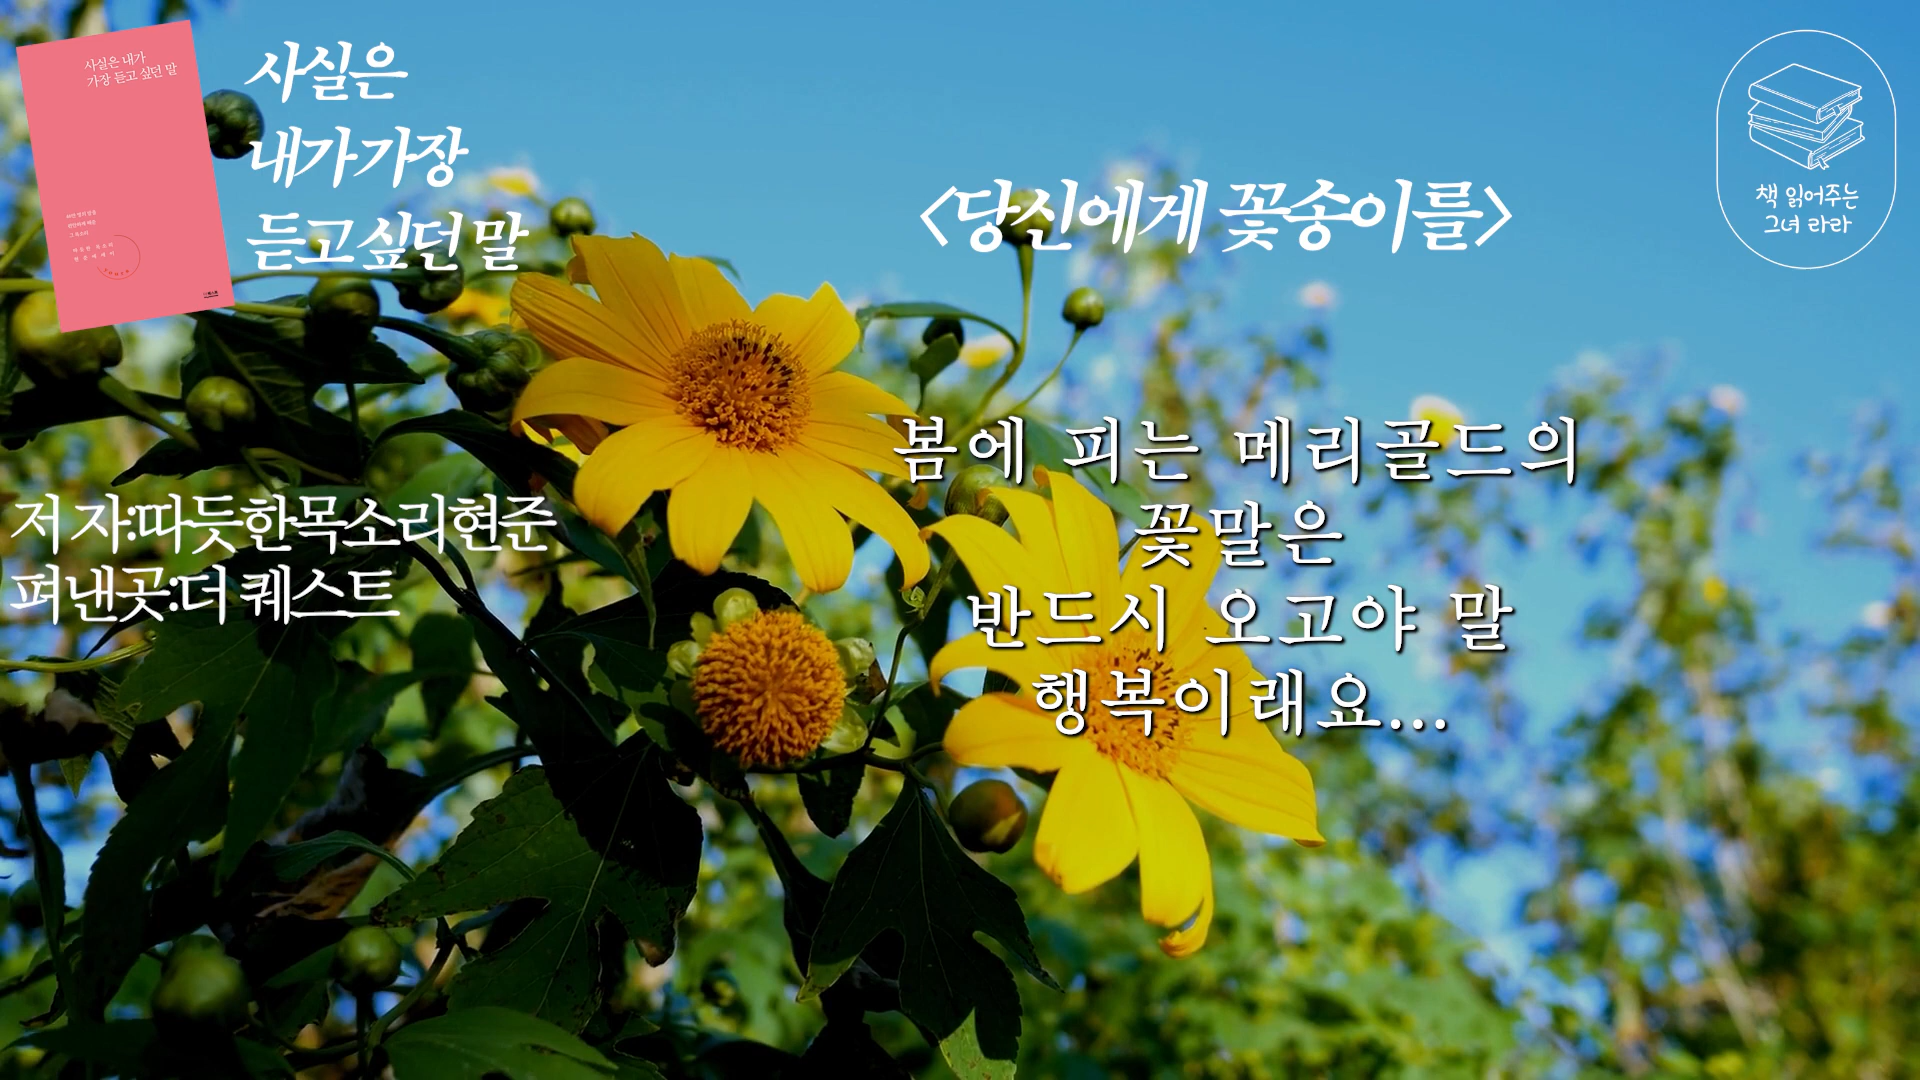 사실은 내가
가장 듣고 싶던 말
사실은
내가가장
듣고싶던 말
<당신에게 꽃송이를>
책 읽어주는
그녀 라라
봄에 피는 메리골드의
꽃말은
반드시 오고야 말
행복이래요...
저 자:따듯한목소리현준
펴낸곳:더 퀘스트